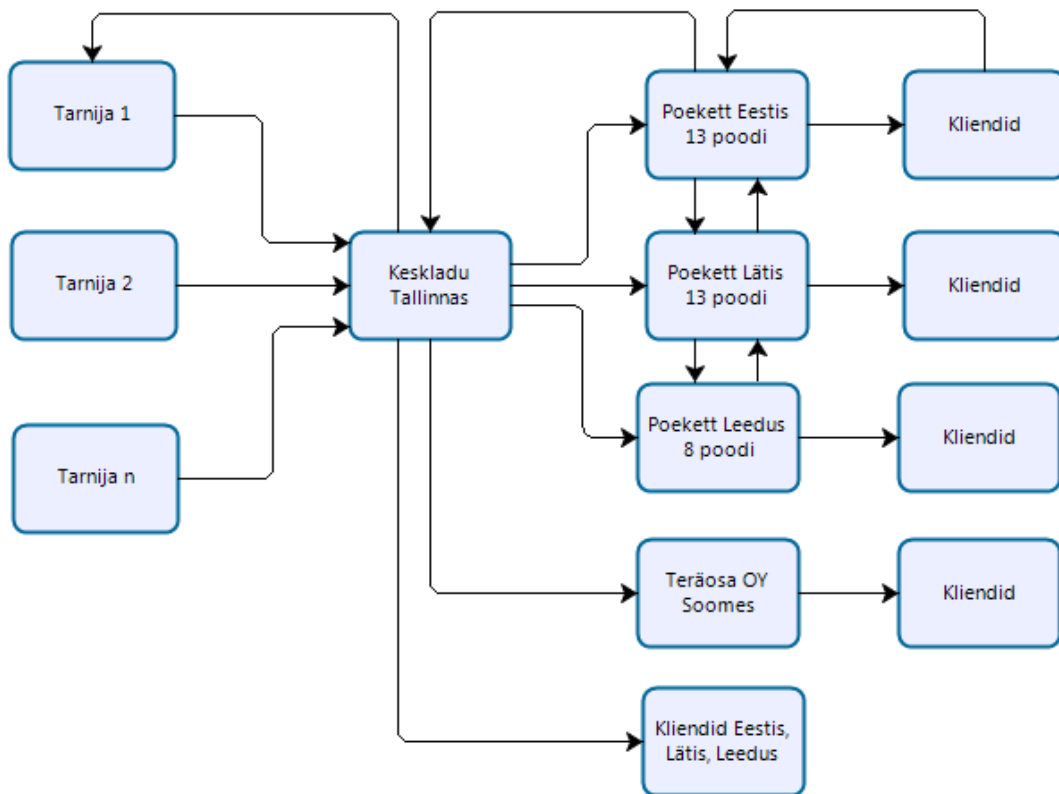 Tarnija 1
Poekett Eestis
13 poodi
Kliendid
Tarnija 2
Keskladu
Tallinnas
Poekett Lätis
13 poodi
Kliendid
Tarnija n
Poekett Leedus
8 poodi
Kliendid
Teräosa OY
Soomes
Kliendid
Kliendid Eestis,
Lätis, Leedus